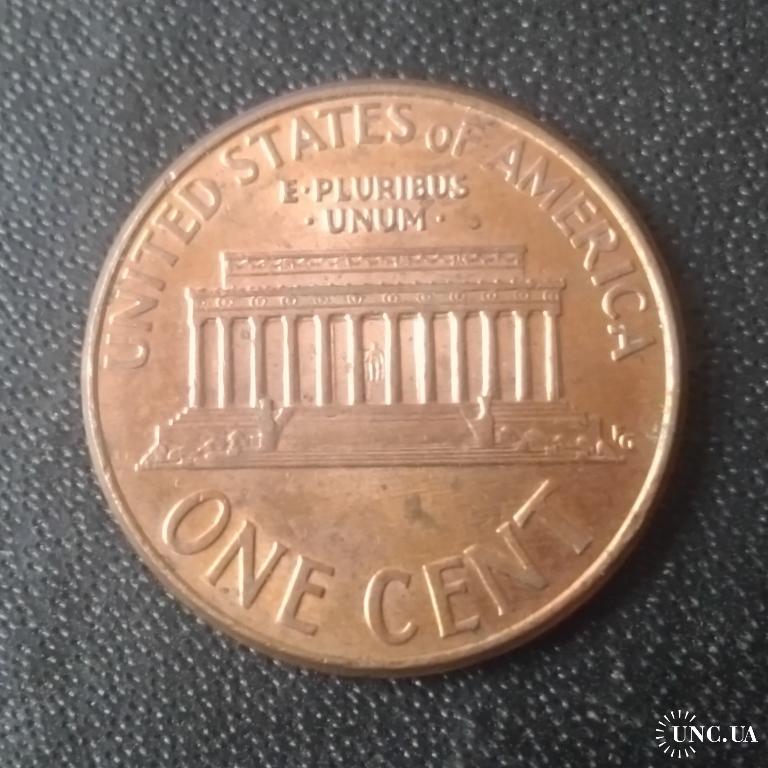 UNITED STATES OF AMERICA
E·PLURIBUS
·UNUM·
ONE CENT
UNC.UA